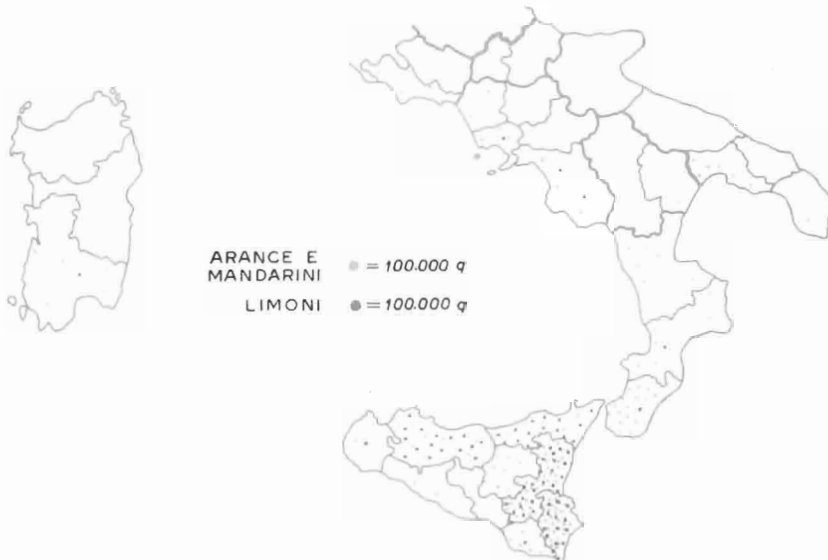 ARANCE E
MANDARINI = 100.000 q
LIMONI = 100.000 q